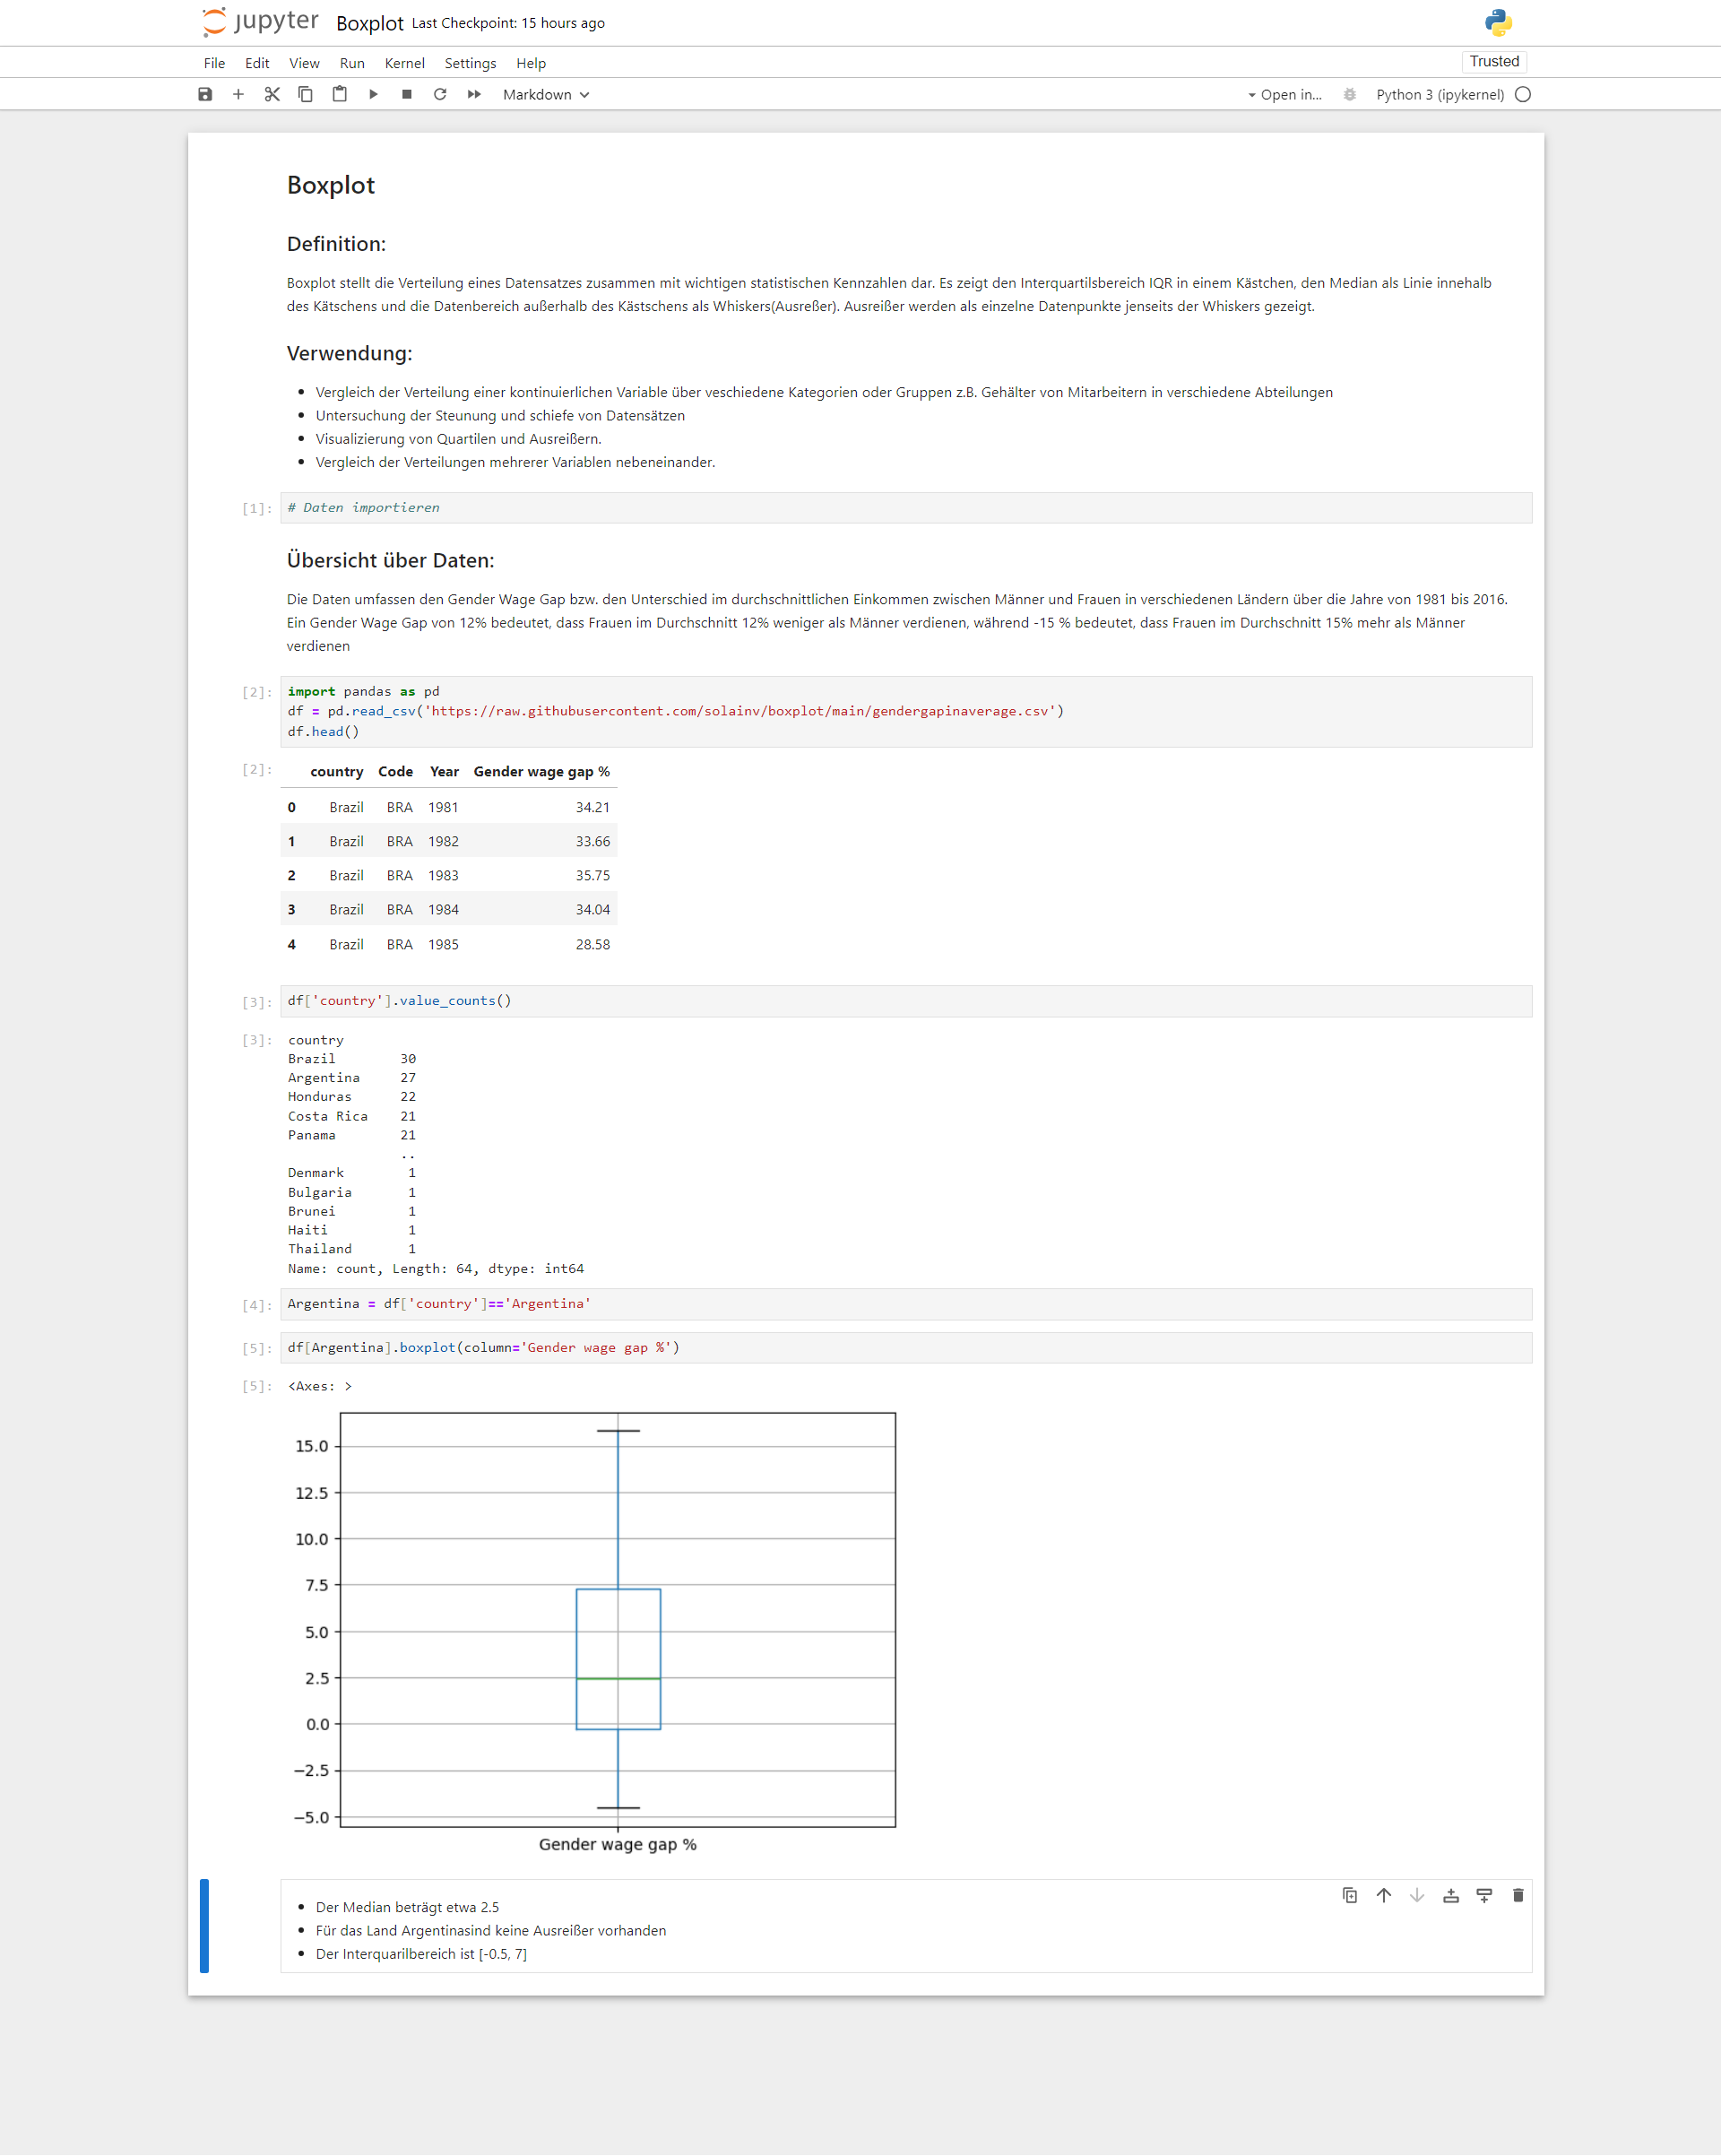 jupyter Boxplot Last Checkpoint: 15 hours ago
File Edit View Run Kernel Settings Help Trusted
Markdown Open in... Python 3 (ipykernel)
Boxplot
Definition:
Boxplot stellt die Verteilung eines Datensatzes zusammen mit wichtigen statistischen Kennzahlen dar. Es zeigt den Interquartilsbereich IQR in einem Kästchen, den Median als Linie innehalb
des Kätschens und die Datenbereich außerhalb des Kästschens als Whiskers(Ausreßer). Ausreißer werden als einzelne Datenpunkte jenseits der Whiskers gezeigt.
Verwendung:
• Vergleich der Verteilung einer kontinuierlichen Variable über veschiedene Kategorien oder Gruppen z.B. Gehälter von Mitarbeitern in verschiedene Abteilungen
• Untersuchung der Steunung und schiefe von Datensätzen
• Visualizierung von Quartilen und Ausreißern.
• Vergleich der Verteilungen mehrerer Variablen nebeneinander.
[1]: # Daten importieren
Übersicht über Daten:
Die Daten umfassen den Gender Wage Gap bzw. den Unterschied im durchschnittlichen Einkommen zwischen Männer und Frauen in verschiedenen Ländern über die Jahre von 1981 bis 2016.
Ein Gender Wage Gap von 12% bedeutet, dass Frauen im Durchschnitt 12% weniger als Männer verdienen, während -15 % bedeutet, dass Frauen im Durchschnitt 15% mehr als Männer
verdienen
[2]: import pandas as pd
df = pd.read_csv('https://raw.githubusercontent.com/solainv/boxplot/main/gendergapinaverage.csv')
df.head()
[2]: country Code Year Gender wage gap %
0 Brazil BRA 1981 34.21
1 Brazil BRA 1982 33.66
2 Brazil BRA 1983 35.75
3 Brazil BRA 1984 34.04
4 Brazil BRA 1985 28.58
[3]: df['country'].value_counts()
[3]: country
Brazil 30
Argentina 27
Honduras 22
Costa Rica 21
Panama 21
..
Denmark 1
Bulgaria 1
Brunei 1
Haiti 1
Thailand 1
Name: count, Length: 64, dtype: int64
[4]: Argentina = df['country']=='Argentina'
[5]: df[Argentina].boxplot(column='Gender wage gap %')
[5]: <Axes: >
15.0
12.5
10.0
7.5
5.0
2.5
0.0
−2.5
−5.0
Gender wage gap %
• Der Median beträgt etwa 2.5
• Für das Land Argentinasind keine Ausreißer vorhanden
• Der Interquarilbereich ist [-0.5, 7]